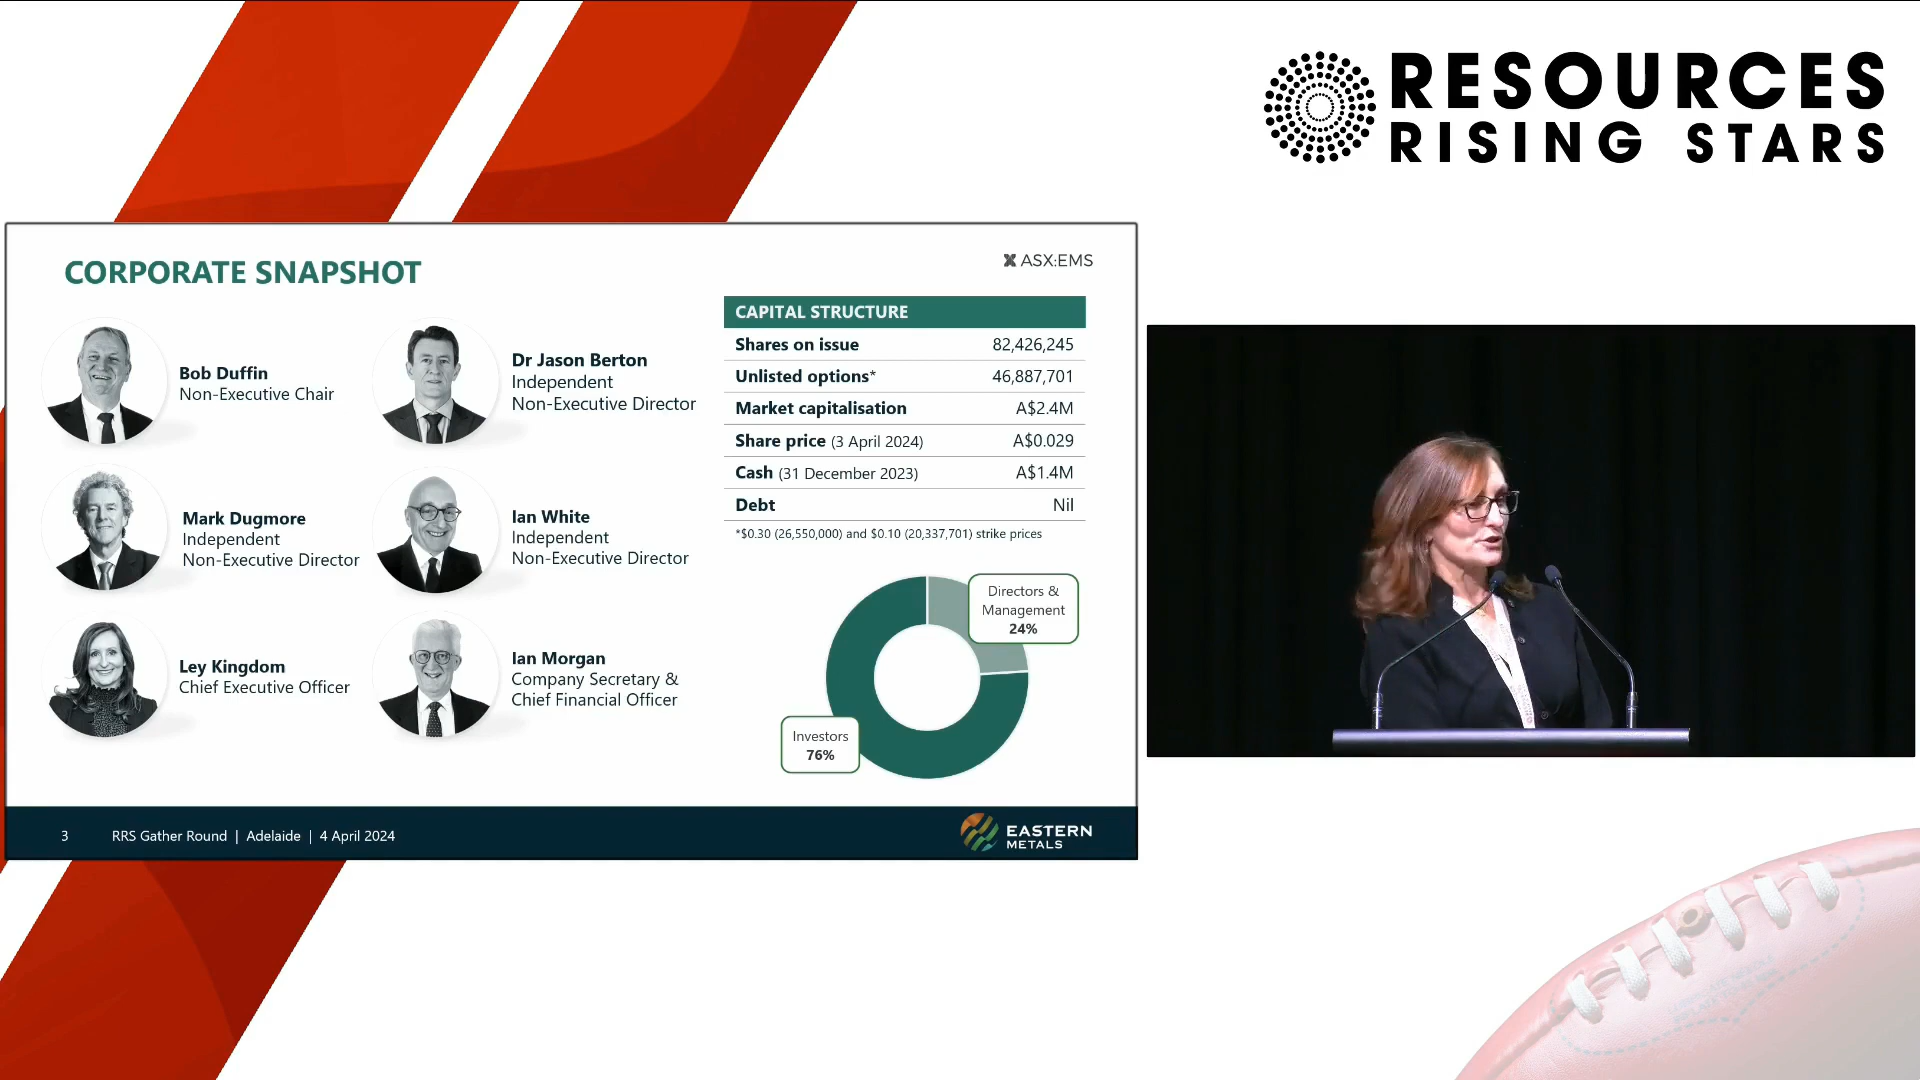 RESOURCES
RISING STARS
CORPORATE SNAPSHOT
ASX:EMS
Bob Duffin
Non-Executive Chair
Dr Jason Berton
Independent
Non-Executive Director
Mark Dugmore
Independent
Non-Executive Director
Ian White
Independent
Non-Executive Director
Ley Kingdom
Chief Executive Officer
Ian Morgan
Company Secretary &
Chief Financial Officer
CAPITAL STRUCTURE
Shares on issue 82,426,245
Unlisted options* 46,887,701
Market capitalisation A$2.4M
Share price (3 April 2024) A$0.029
Cash (31 December 2023) A$1.4M
Debt Nil
*$0.30 (26,550,000) and $0.10 (20,337,701) strike prices
Directors &
Management
24%
Investors
76%
3 RRS Gather Round | Adelaide | 4 April 2024
EASTERN
METALS